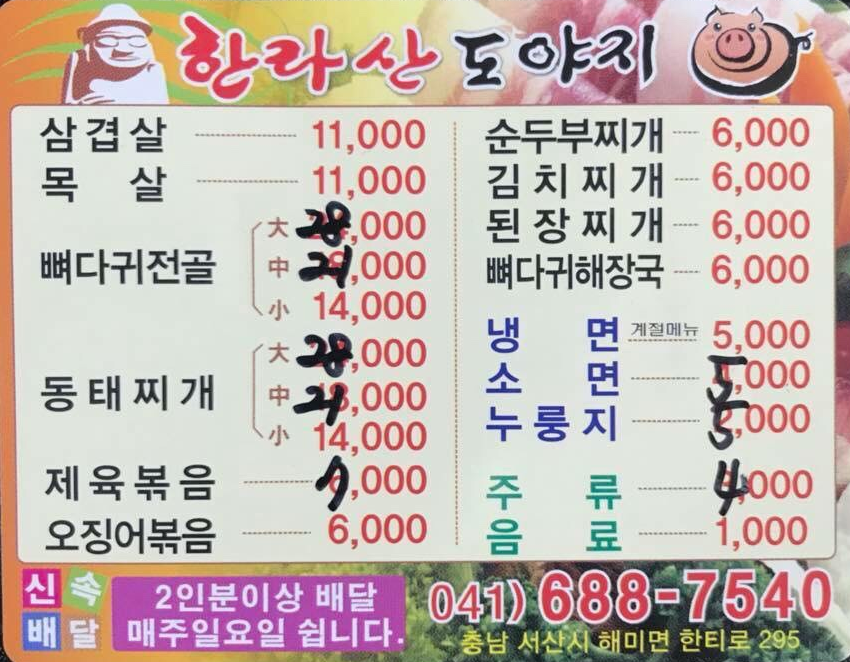 한라산 도야지
삼겹살 11,000
목살 11,000
뼈다귀전골
大 28,000
中 21,000
小 14,000
동태찌개
大 28,000
中 21,000
小 14,000
제육볶음 7,000
오징어볶음 6,000
순두부찌개 6,000
김치찌개 6,000
된장찌개 6,000
뼈다귀해장국 6,000
냉면 계절메뉴 5,000
소면 5,000
누룽지 3,000
주류 4,000
음료 1,000
신속
배달
2인분이상 배달
매주일요일 쉽니다.
041) 688-7540
충남 서산시 해미면 한티로 295